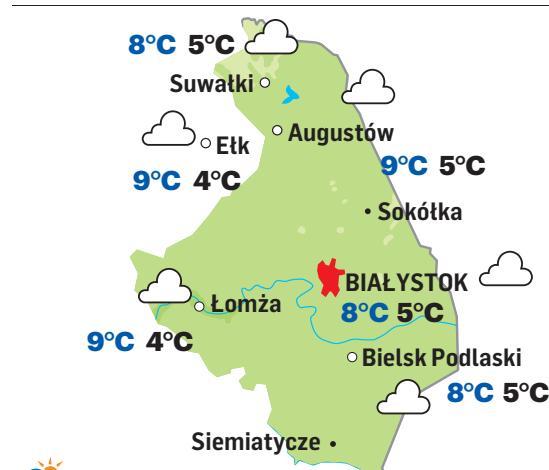 8°C 5°C
Suwałki
Augustów
Ełk
9°C 4°C
9°C 5°C
Sokółka
BIAŁYSTOK
8°C 5°C
Łomża
9°C 4°C
Bielsk Podlaski
8°C 5°C
Siemiatycze